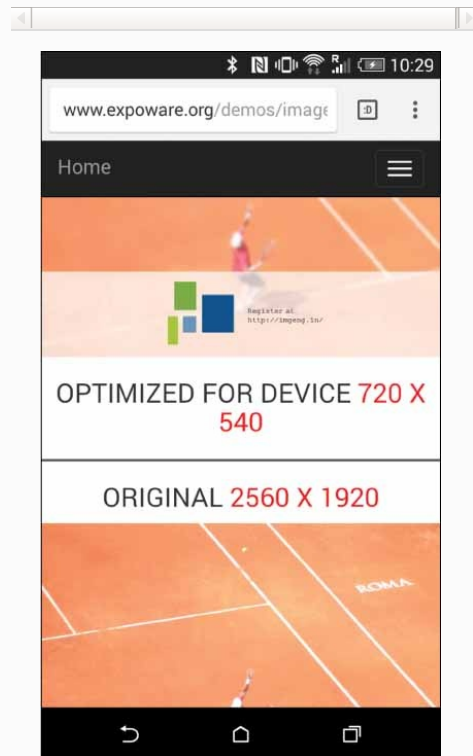 R
10:29
www.expoware.org/demos/image
:D
Home
Register at
http://impeng.in/
OPTIMIZED FOR DEVICE 720 X
540
ORIGINAL 2560 X 1920
ROMA